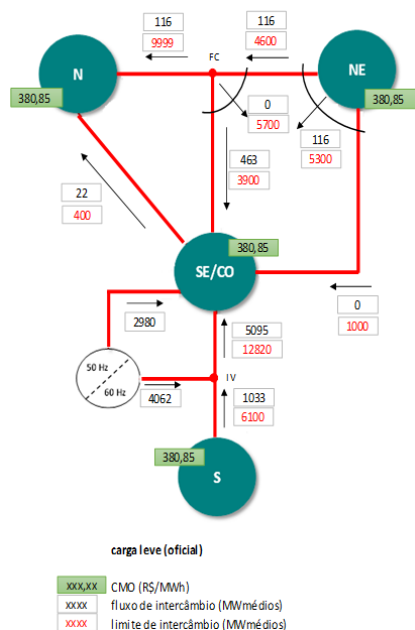 116
9999
116
4600
N
FC
NE
380,85
0
5700
380,85
116
5300
463
3900
22
400
380,85
SE/CO
0
1000
2980
5095
12820
50 Hz
60 Hz
4062
IV
1033
6100
380,85
S
carga leve (oficial)
xxx,xx CMO (R$/MWh)
xxxx fluxo de intercâmbio (MWmédios)
xxxx limite de intercâmbio (MWmédios)